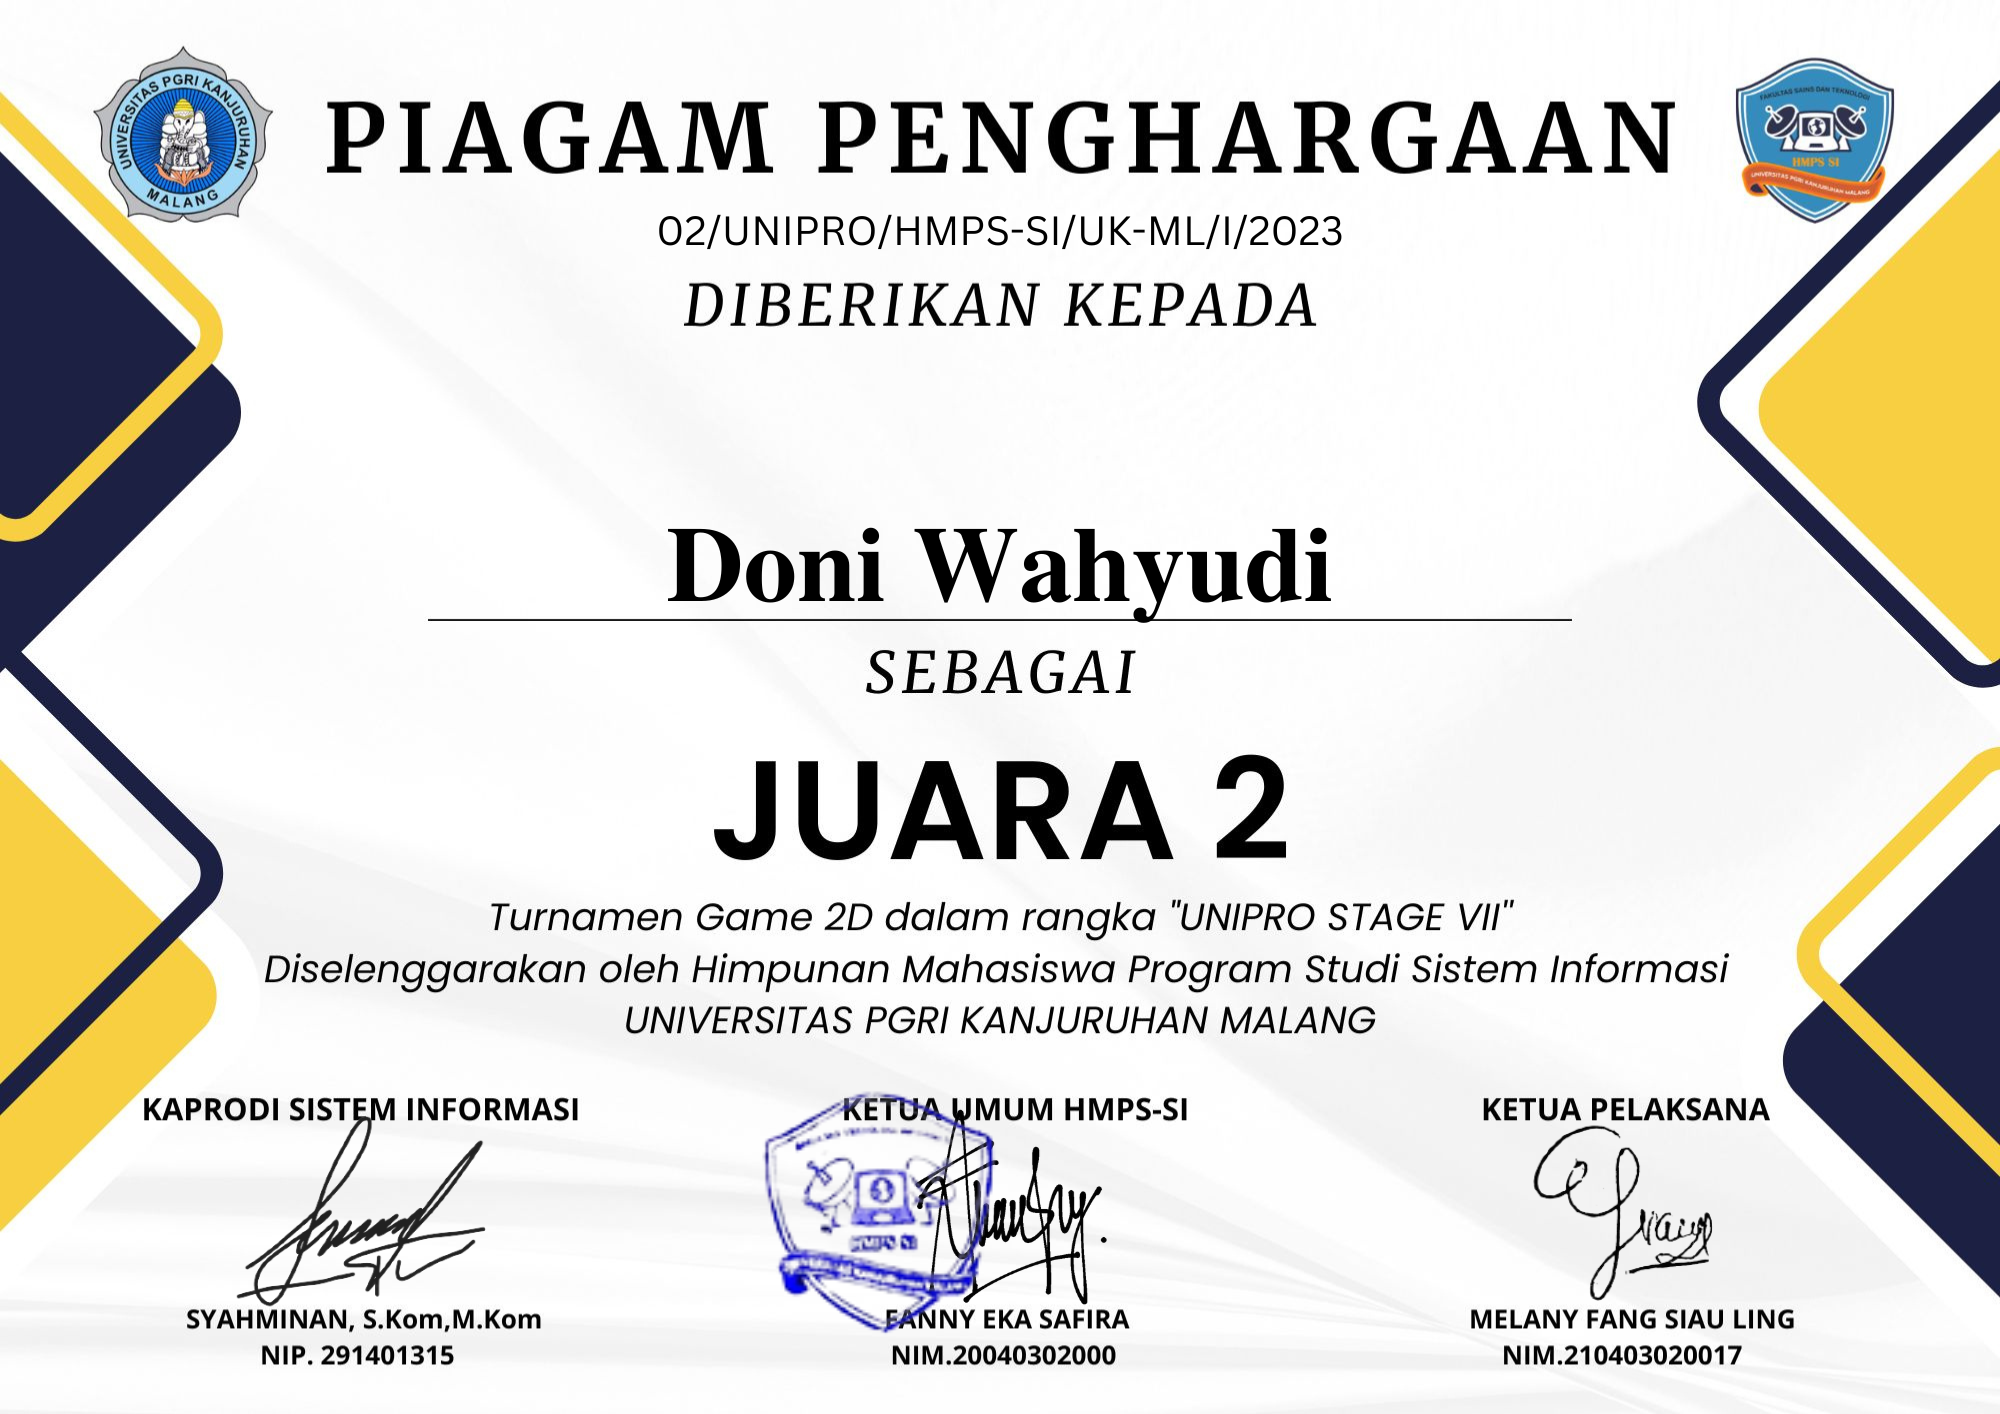 UNIVERSITAS PGRI KANJURUHAN
MALANG
PIAGAM PENGHARGAAN
FAKULTAS SAINS DAN TEKNOLOGI
HMPS SI
UNIVERSITAS PGRI KANJURUHAN MALANG
02/UNIPRO/HMPS-SI/UK-ML/I/2023
DIBERIKAN KEPADA
Doni Wahyudi
SEBAGAI
JUARA 2
Turnamen Game 2D dalam rangka "UNIPRO STAGE VII"
Diselenggarakan oleh Himpunan Mahasiswa Program Studi Sistem Informasi
UNIVERSITAS PGRI KANJURUHAN MALANG
KAPRODI SISTEM INFORMASI
KETUA UMUM HMPS-SI
KETUA PELAKSANA
HMPS SI
SYAHMINAN, S.Kom,M.Kom
FANNY EKA SAFIRA
MELANY FANG SIAU LING
NIP. 291401315
NIM.20040302000
NIM.210403020017